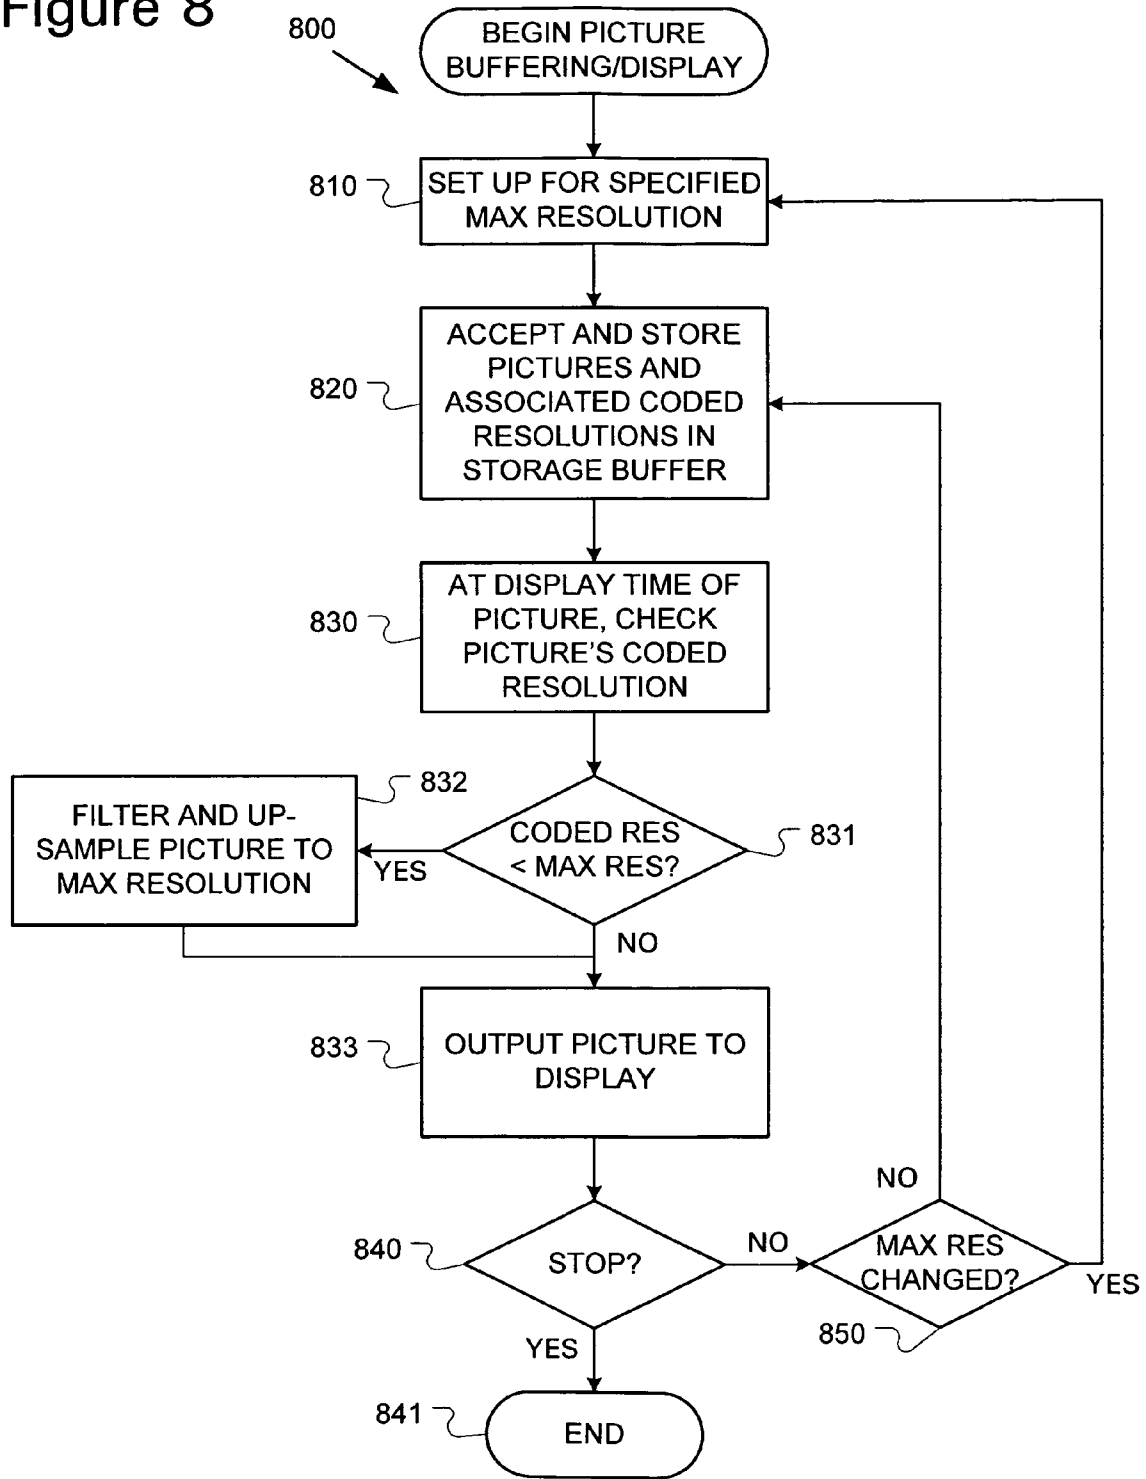 Figure 8
800
BEGIN PICTURE
BUFFERING/DISPLAY
810
SET UP FOR SPECIFIED
MAX RESOLUTION
820
ACCEPT AND STORE
PICTURES AND
ASSOCIATED CODED
RESOLUTIONS IN
STORAGE BUFFER
830
AT DISPLAY TIME OF
PICTURE, CHECK
PICTURE'S CODED
RESOLUTION
832
FILTER AND UP-
SAMPLE PICTURE TO
MAX RESOLUTION
YES
CODED RES
< MAX RES?
831
NO
833
OUTPUT PICTURE TO
DISPLAY
840
STOP?
NO
NO
MAX RES
CHANGED?
YES
850
YES
841
END